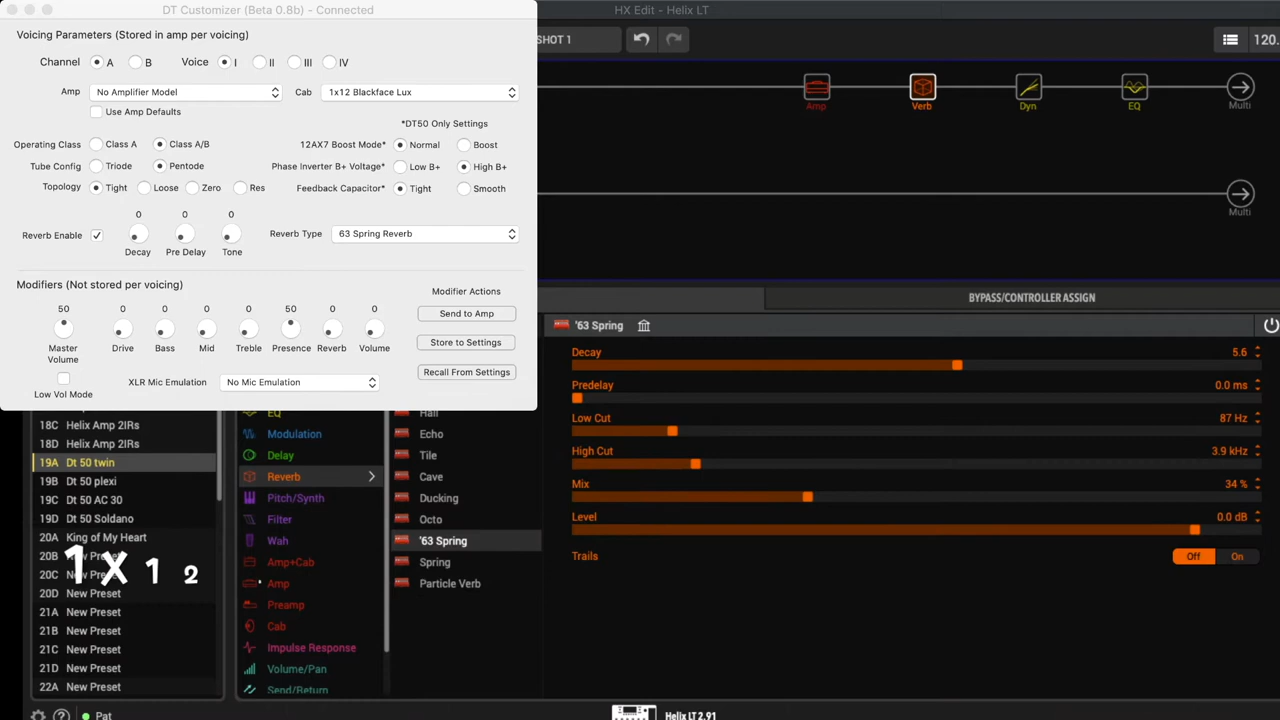 DT Customizer (Beta 0.8b) - Connected
Voicing Parameters (Stored in amp per voicing)
Channel A B Voice I II III IV
Amp No Amplifier Model Cab 1x12 Blackface Lux
Use Amp Defaults
*DT50 Only Settings
Operating Class Class A Class A/B 12AX7 Boost Mode* Normal Boost
Tube Config Triode Pentode Phase Inverter B+ Voltage* Low B+ High B+
Topology Tight Loose Zero Res Feedback Capacitor* Tight Smooth
0 0 0
Reverb Enable Reverb Type 63 Spring Reverb
Decay Pre Delay Tone
Modifiers (Not stored per voicing)
Modifier Actions
50 0 0 0 0 50 0 0
Send to Amp
Master Volume Drive Bass Mid Treble Presence Reverb Volume
Store to Settings
Recall From Settings
Low Vol Mode
XLR Mic Emulation No Mic Emulation
HX Edit - Helix LT
SHOT 1
120.
Amp Verb Dyn EQ Multi
Multi
BYPASS/CONTROLLER ASSIGN
'63 Spring
Decay 5.6
Predelay 0.0 ms
Low Cut 87 Hz
High Cut 3.9 kHz
Mix 34 %
Level 0.0 dB
Trails Off On
18C Helix Amp 2IRs
18D Helix Amp 2IRs
19A Dt 50 twin
19B Dt 50 plexi
19C Dt 50 AC 30
19D Dt 50 Soldano
20A King of My Heart
20B New Preset
20C New Preset
20D New Preset
21A New Preset
21B New Preset
21C New Preset
21D New Preset
22A New Preset
1x12
EQ
Modulation
Delay
Reverb
Pitch/Synth
Filter
Wah
Amp+Cab
Amp
Preamp
Cab
Impulse Response
Volume/Pan
Send/Return
Hall
Echo
Tile
Cave
Ducking
Octo
'63 Spring
Spring
Particle Verb
Pat
Helix LT 2.91